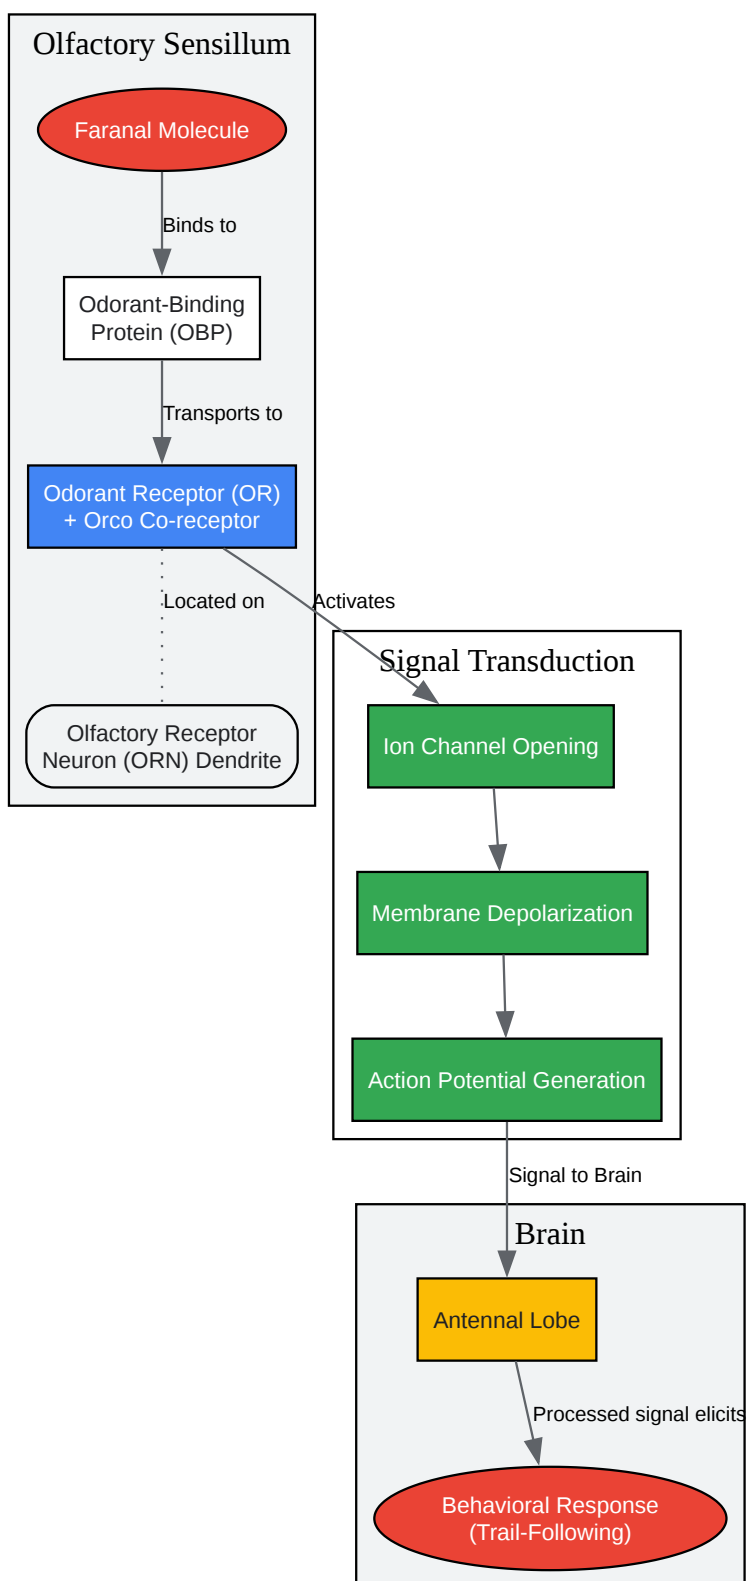 Olfactory Sensillum
Faranal Molecule
Binds to
Odorant-Binding
Protein (OBP)
Transports to
Odorant Receptor (OR)
+ Orco Co-receptor
Located on
Activates
Olfactory Receptor
Neuron (ORN) Dendrite
Signal Transduction
Ion Channel Opening
Membrane Depolarization
Action Potential Generation
Signal to Brain
Brain
Antennal Lobe
Processed signal elicits
Behavioral Response
(Trail-Following)